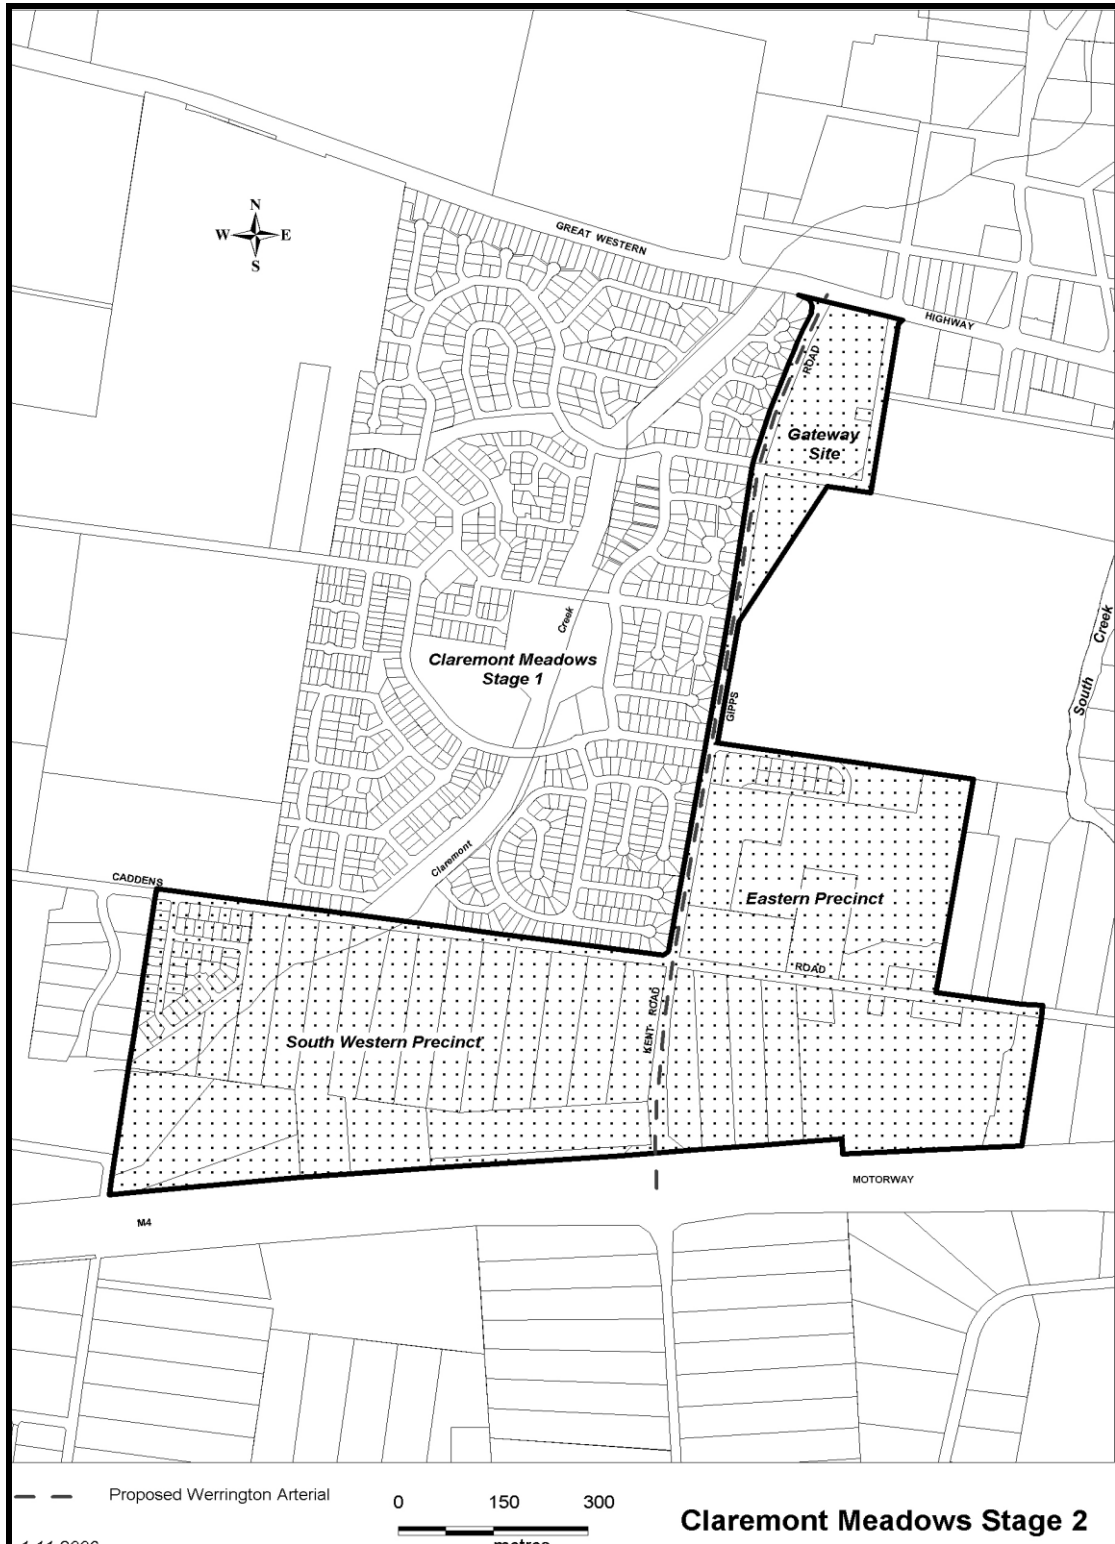 N
W E
S
GREAT WESTERN
HIGHWAY
ROAD
Gateway
Site
Creek
South Creek
Claremont Meadows
Stage 1
GIPPS
Claremont
CADDENS
Eastern Precinct
ROAD
KENT ROAD
South Western Precinct
MOTORWAY
M4
Proposed Werrington Arterial
0 150 300
metres
Claremont Meadows Stage 2